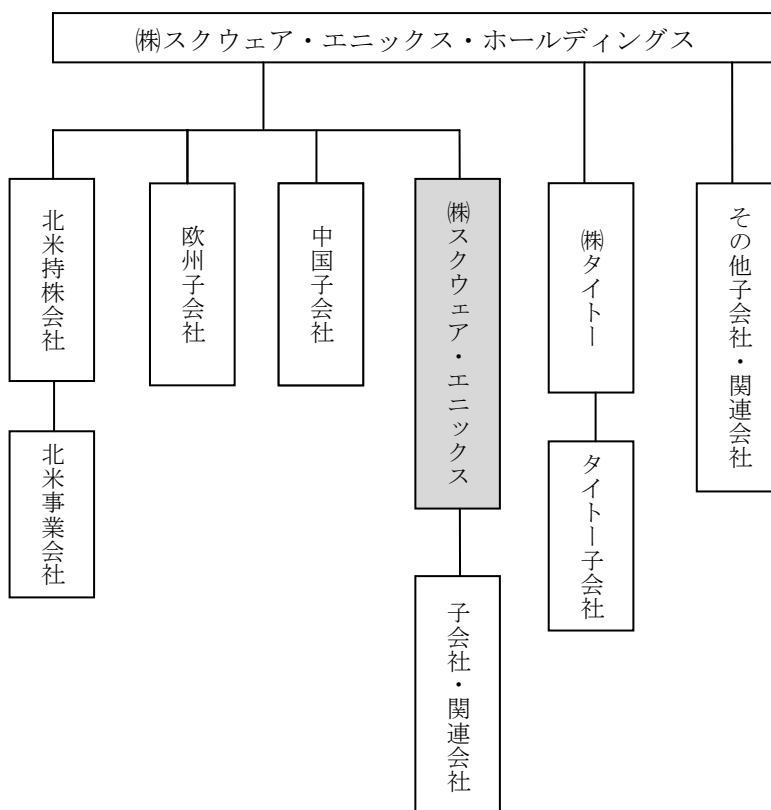 ㈱スクウェア・エニックス・ホールディングス
北米持株会社
欧州子会社
中国子会社
㈱スクウェア・エニックス
㈱タイトー
その他子会社・関連会社
北米事業会社
タイトー子会社
子会社・関連会社